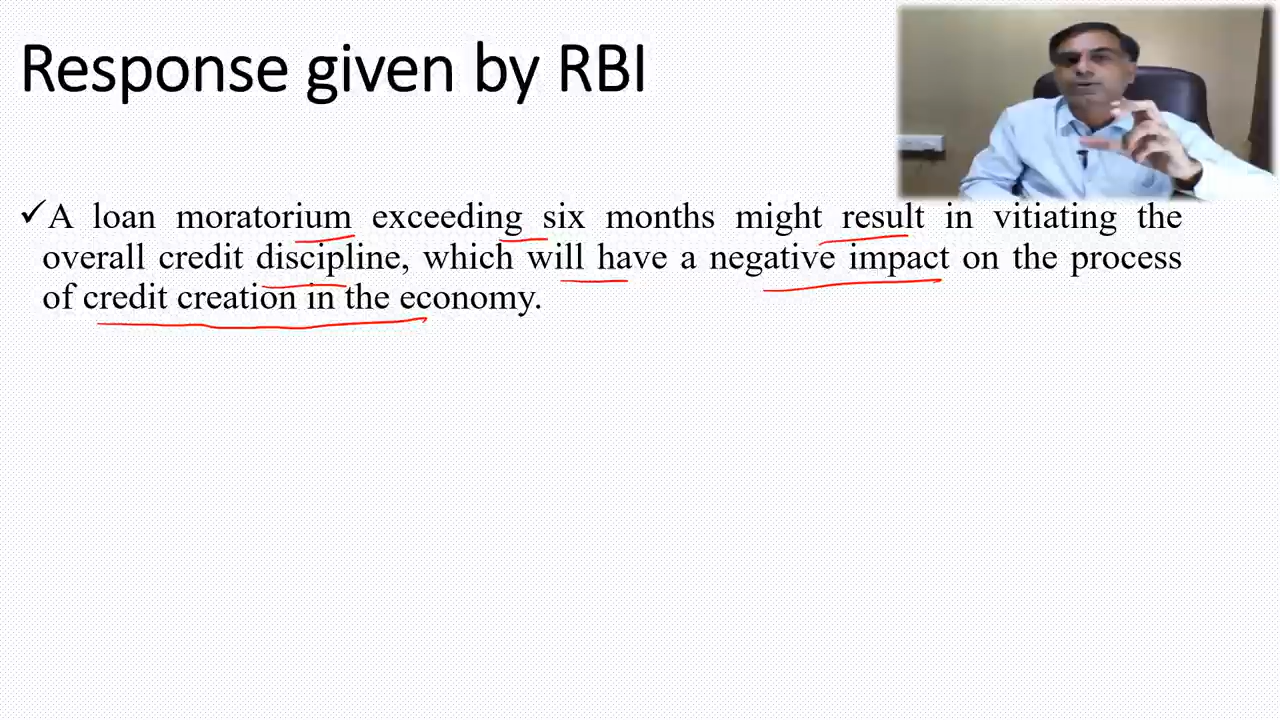 Response given by RBI
✓A loan moratorium exceeding six months might result in vitiating the
overall credit discipline, which will have a negative impact on the process
of credit creation in the economy.